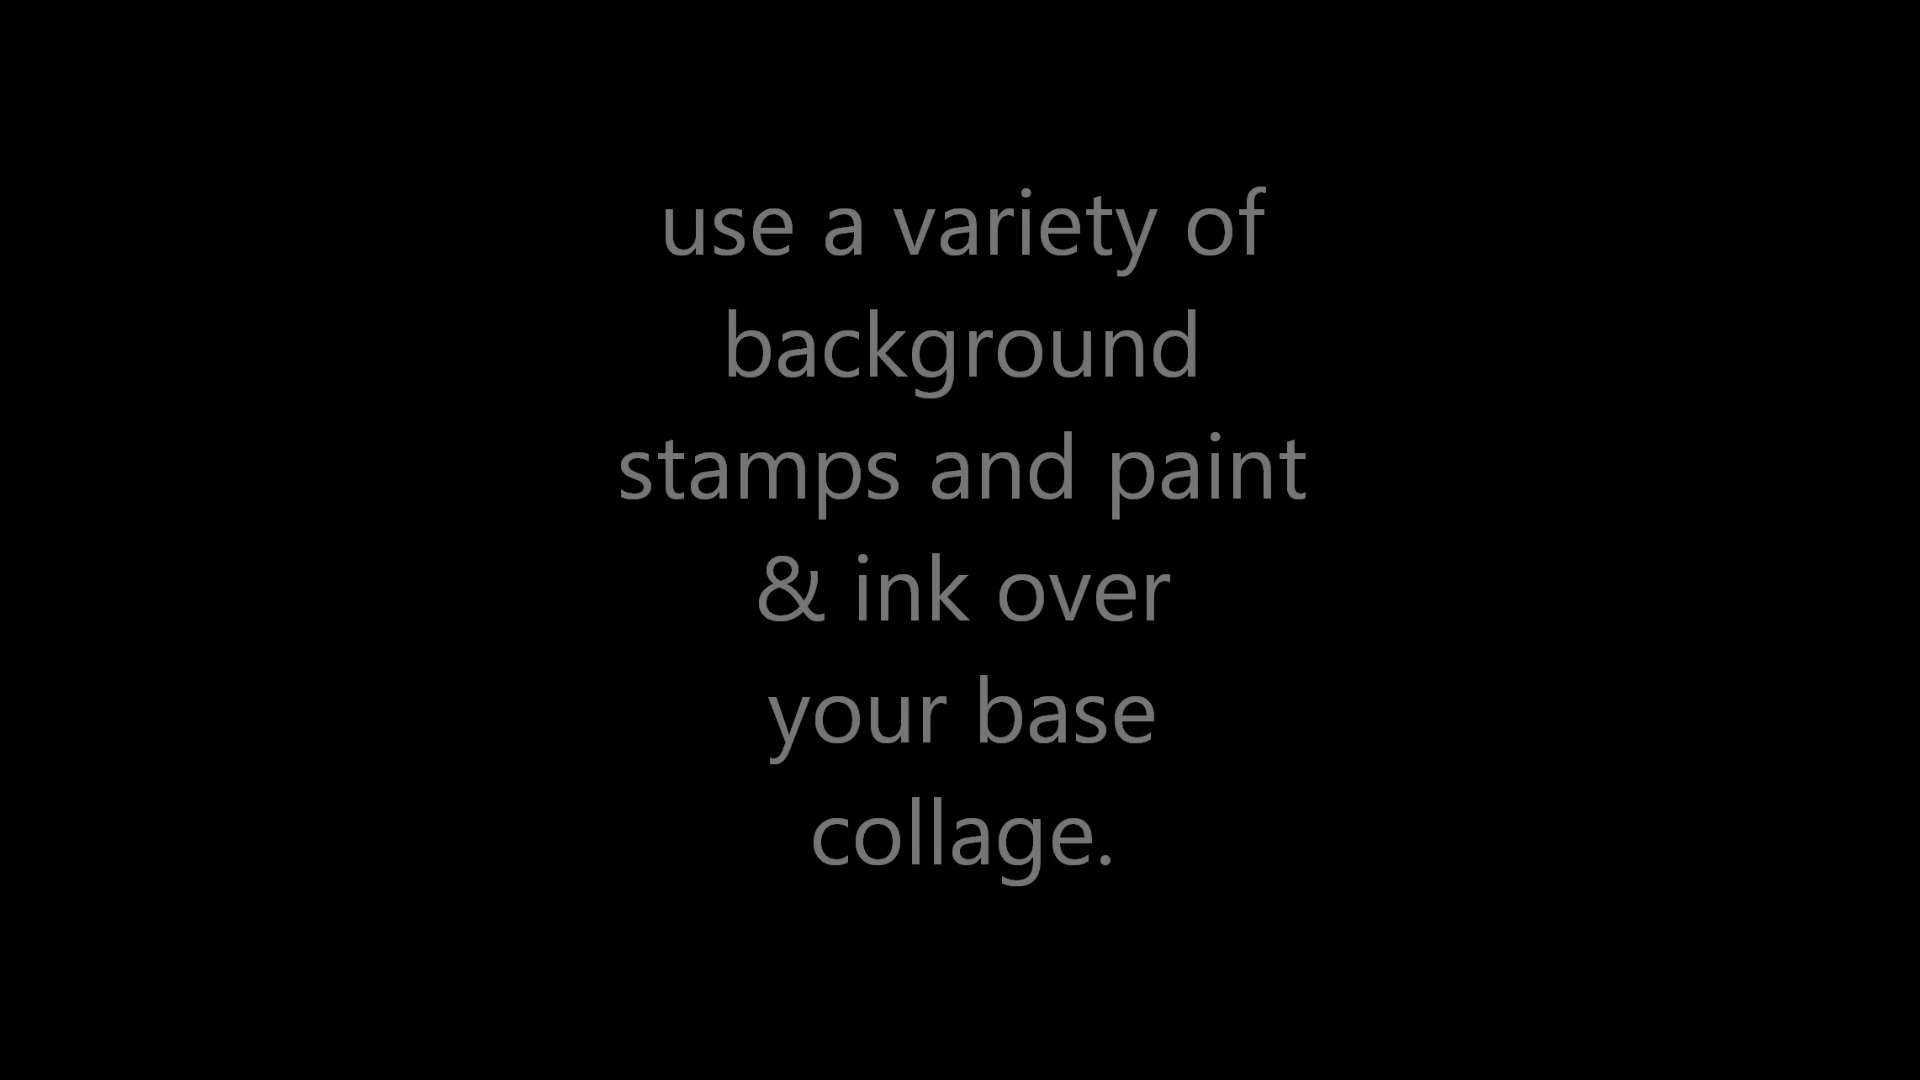 use a variety of
background
stamps and paint
& ink over
your base
collage.